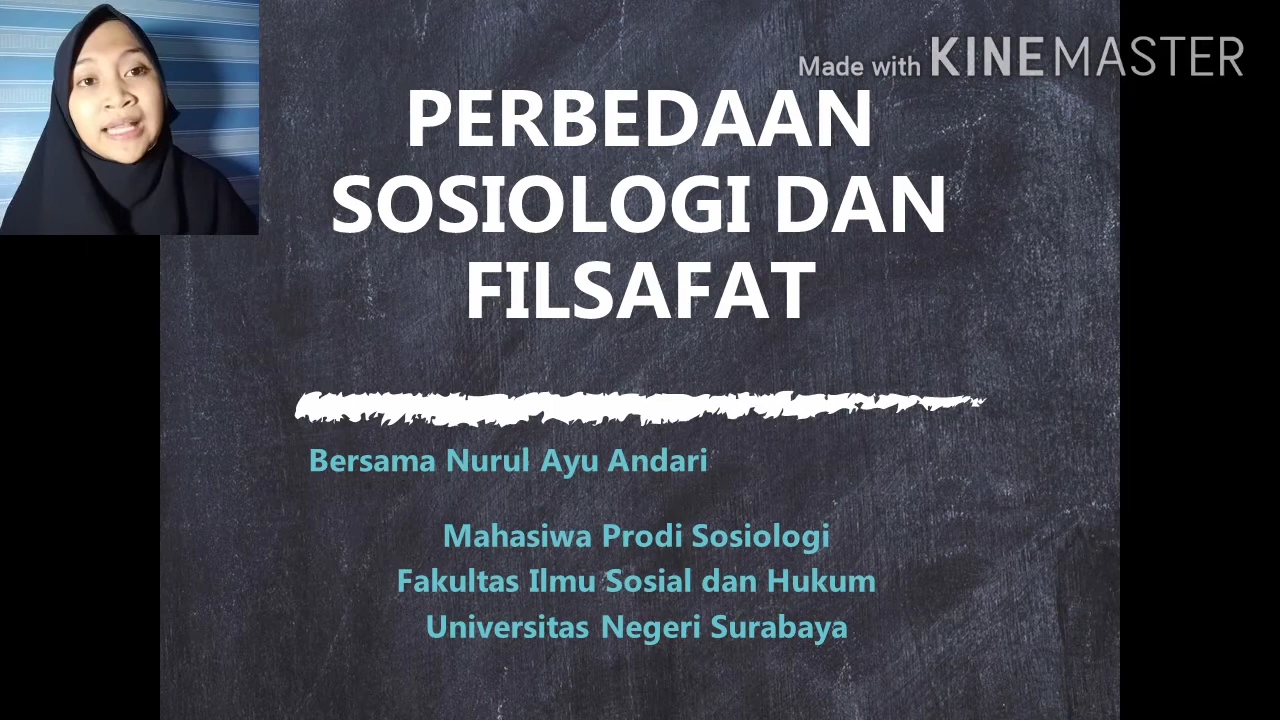 Made with KINEMASTER
PERBEDAAN
SOSIOLOGI DAN
FILSAFAT
Bersama Nurul Ayu Andari
Mahasiwa Prodi Sosiologi
Fakultas Ilmu Sosial dan Hukum
Universitas Negeri Surabaya